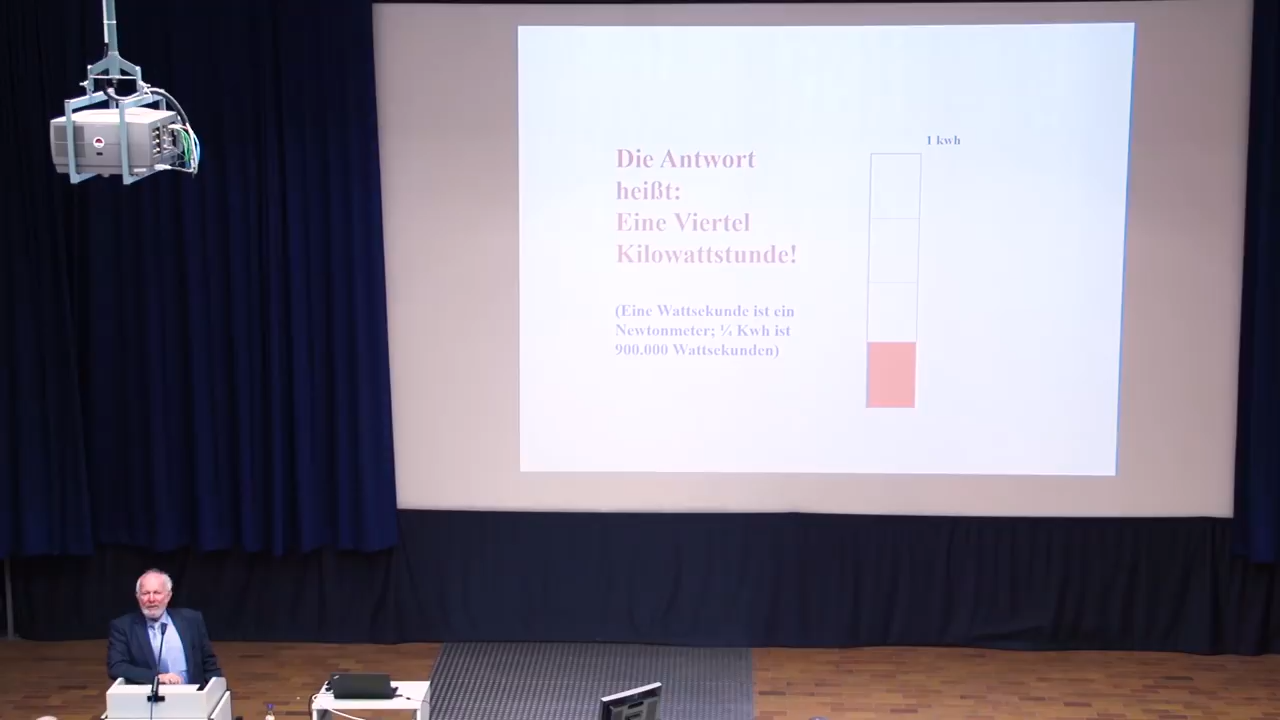 Die Antwort
heißt:
Eine Viertel
Kilowattstunde!
(Eine Wattsekunde ist ein
Newtonmeter; ¼ Kwh ist
900.000 Wattsekunden)
1 kwh